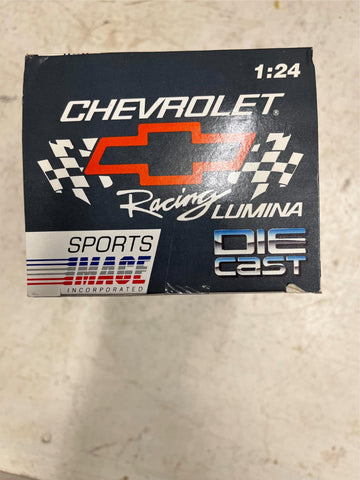 1:24
CHEVROLET®
Racing LUMINA
SPORTS
IMAGE
INCORPORATED
DIE
CAST